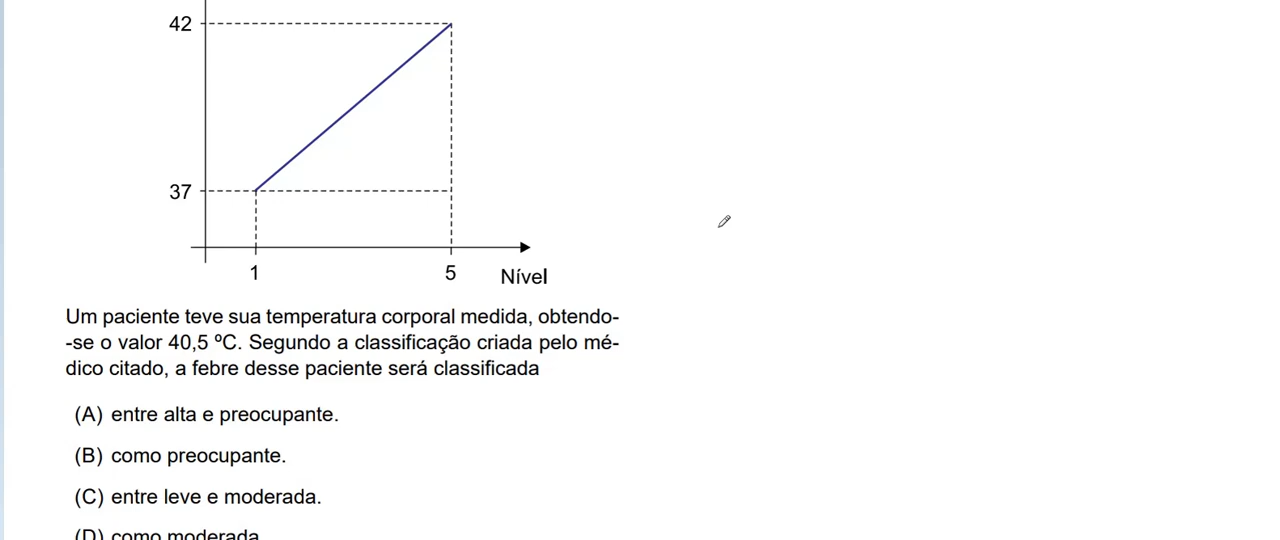 42
37
1
5
Nível
Um paciente teve sua temperatura corporal medida, obtendo-
-se o valor 40,5 ºC. Segundo a classificação criada pelo mé-
dico citado, a febre desse paciente será classificada
(A) entre alta e preocupante.
(B) como preocupante.
(C) entre leve e moderada.
(D) como moderada